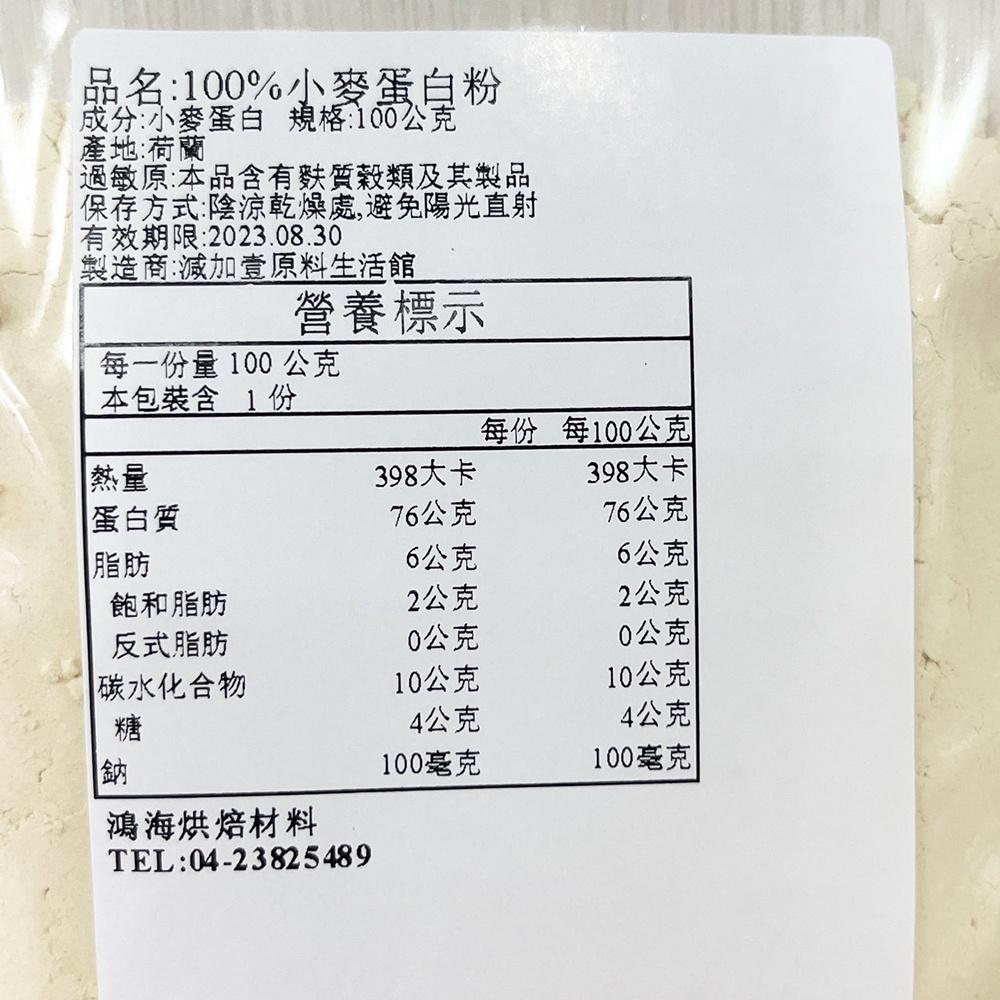 品名:100%小麥蛋白粉
成分:小麥蛋白 規格:100公克
產地:荷蘭
過敏原:本品含有麩質穀類及其製品
保存方式:陰涼乾燥處,避免陽光直射
有效期限:2023.08.30
製造商:減加壹原料生活館
營養標示
每一份量 100 公克
本包裝含 1 份
每份 每100公克
熱量 398大卡 398大卡
蛋白質 76公克 76公克
脂肪 6公克 6公克
飽和脂肪 2公克 2公克
反式脂肪 0公克 0公克
碳水化合物 10公克 10公克
糖 4公克 4公克
鈉 100毫克 100毫克
鴻海烘焙材料
TEL:04-23825489